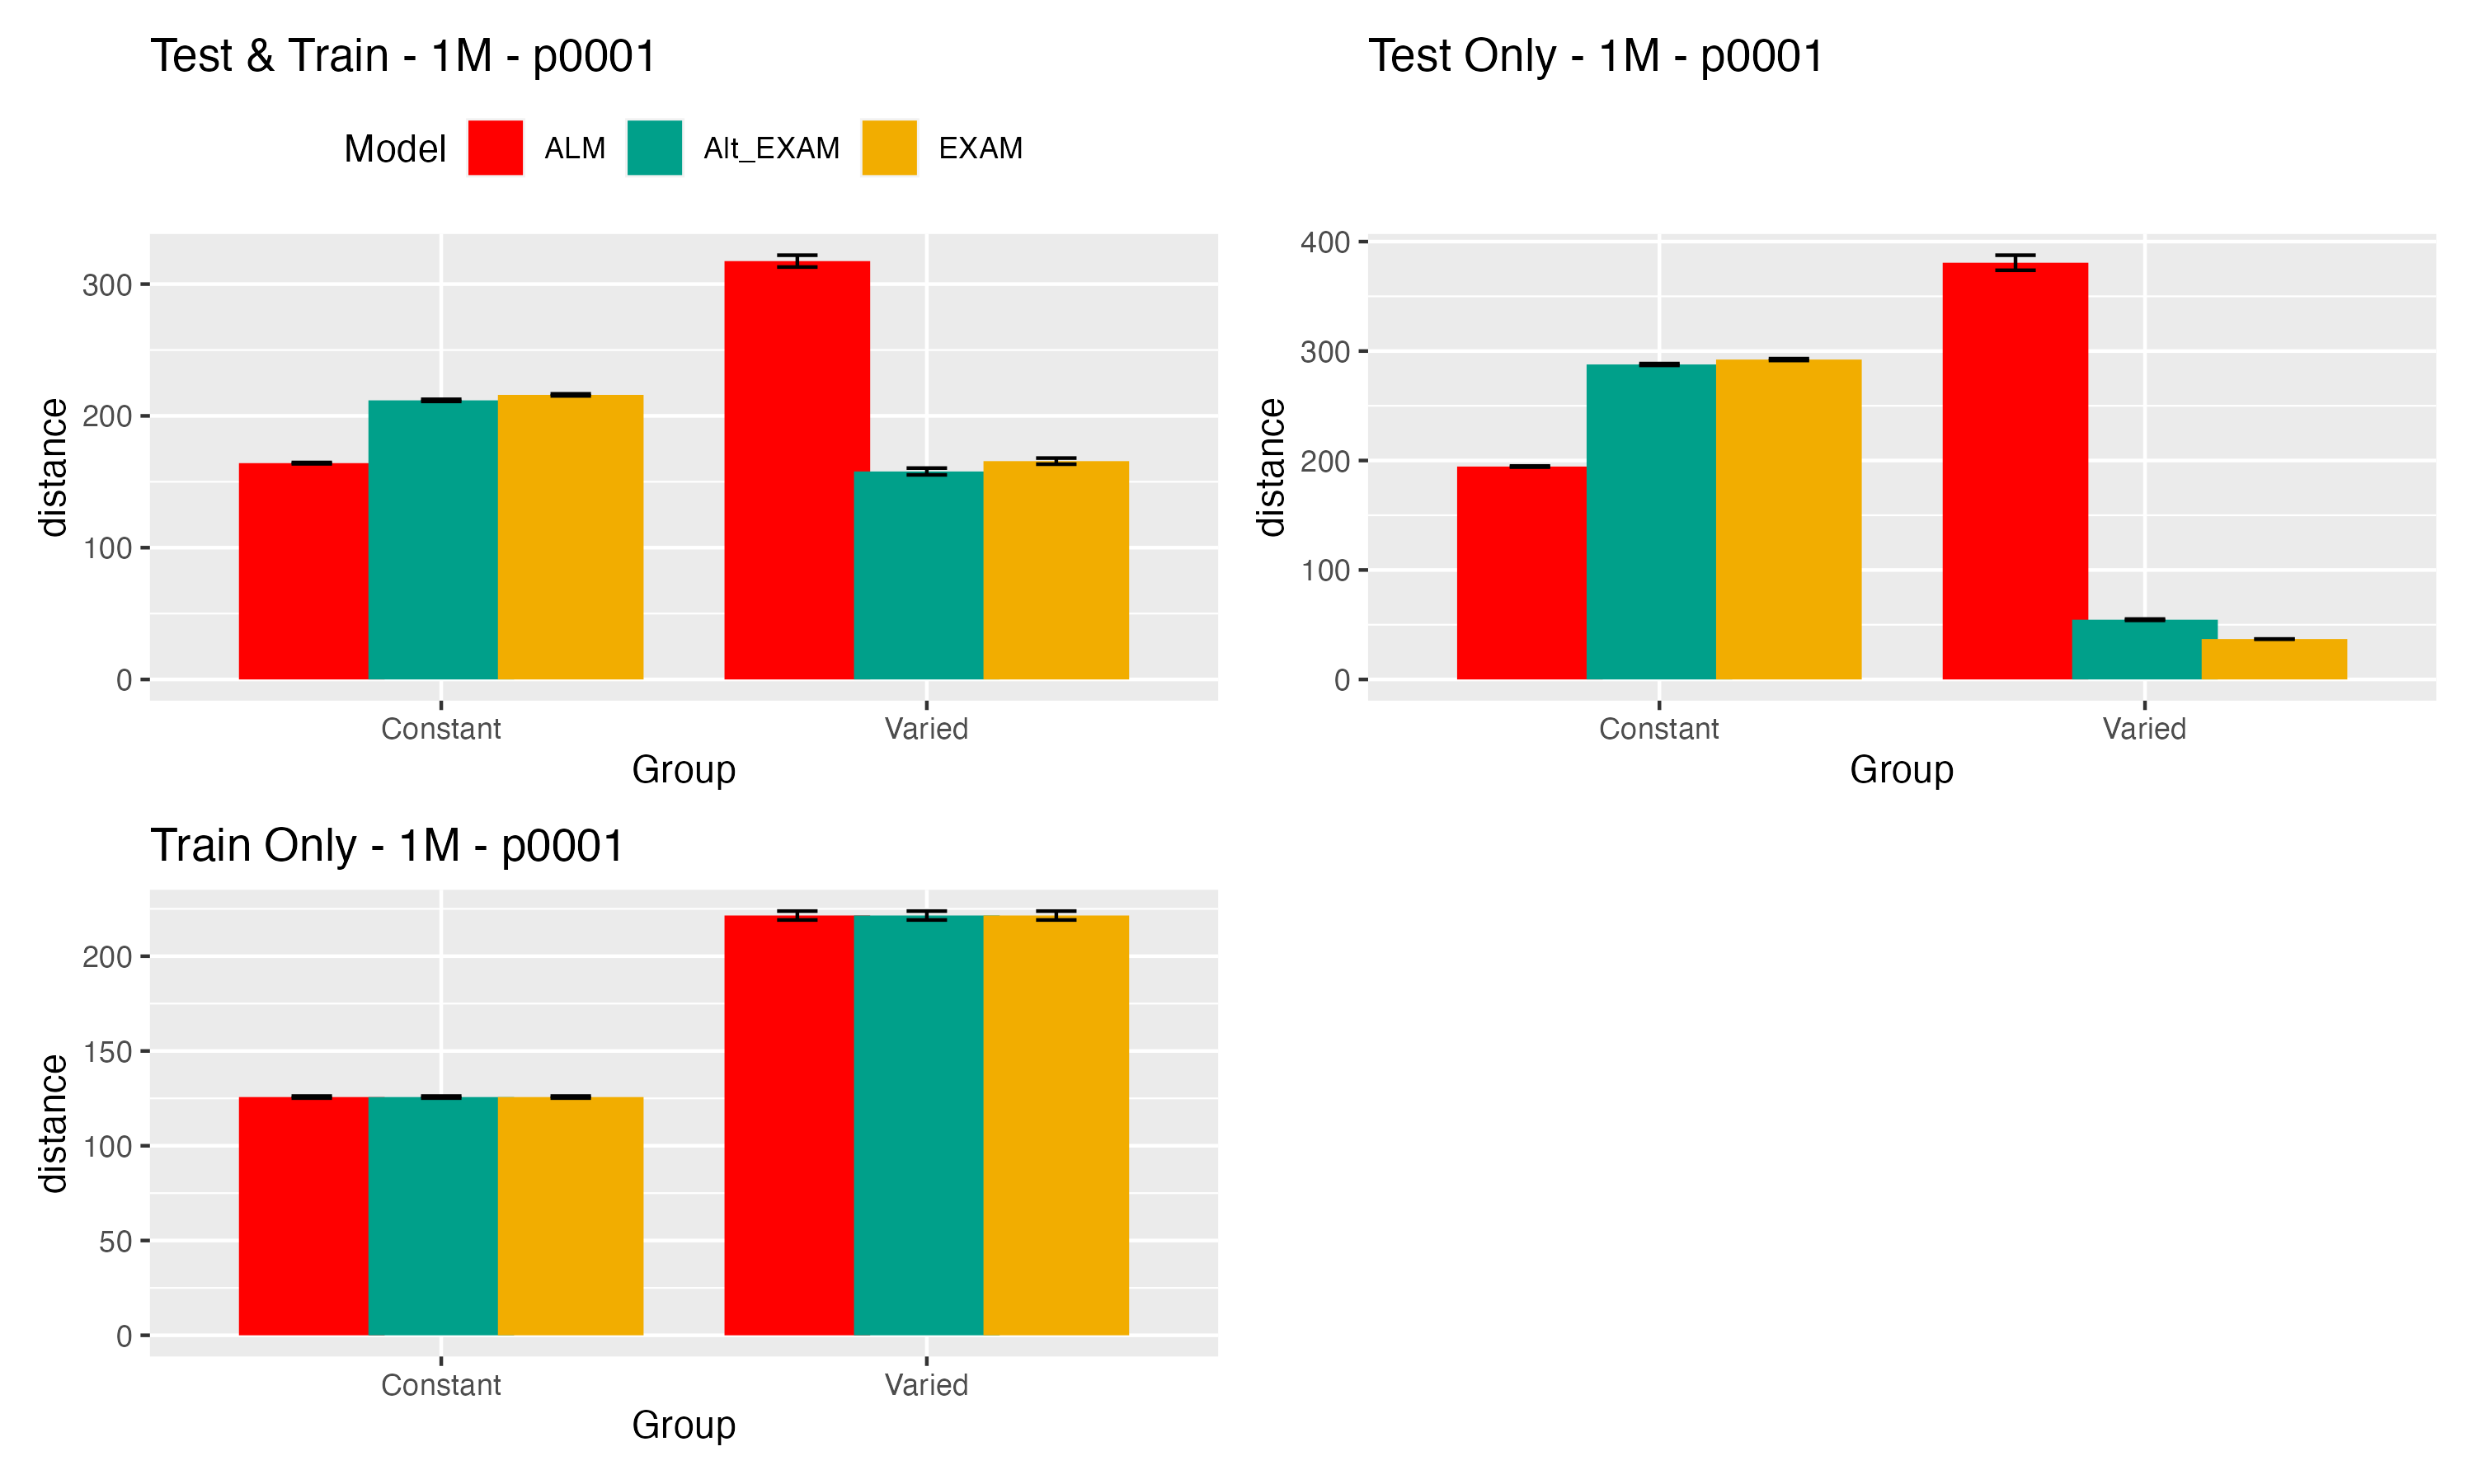 Test & Train - 1M - p0001
Model ALM Alt_EXAM EXAM
300
200
100
0
distance
Constant Varied
Group
Test Only - 1M - p0001
400
300
200
100
0
distance
Constant Varied
Group
Train Only - 1M - p0001
200
150
100
50
0
distance
Constant Varied
Group